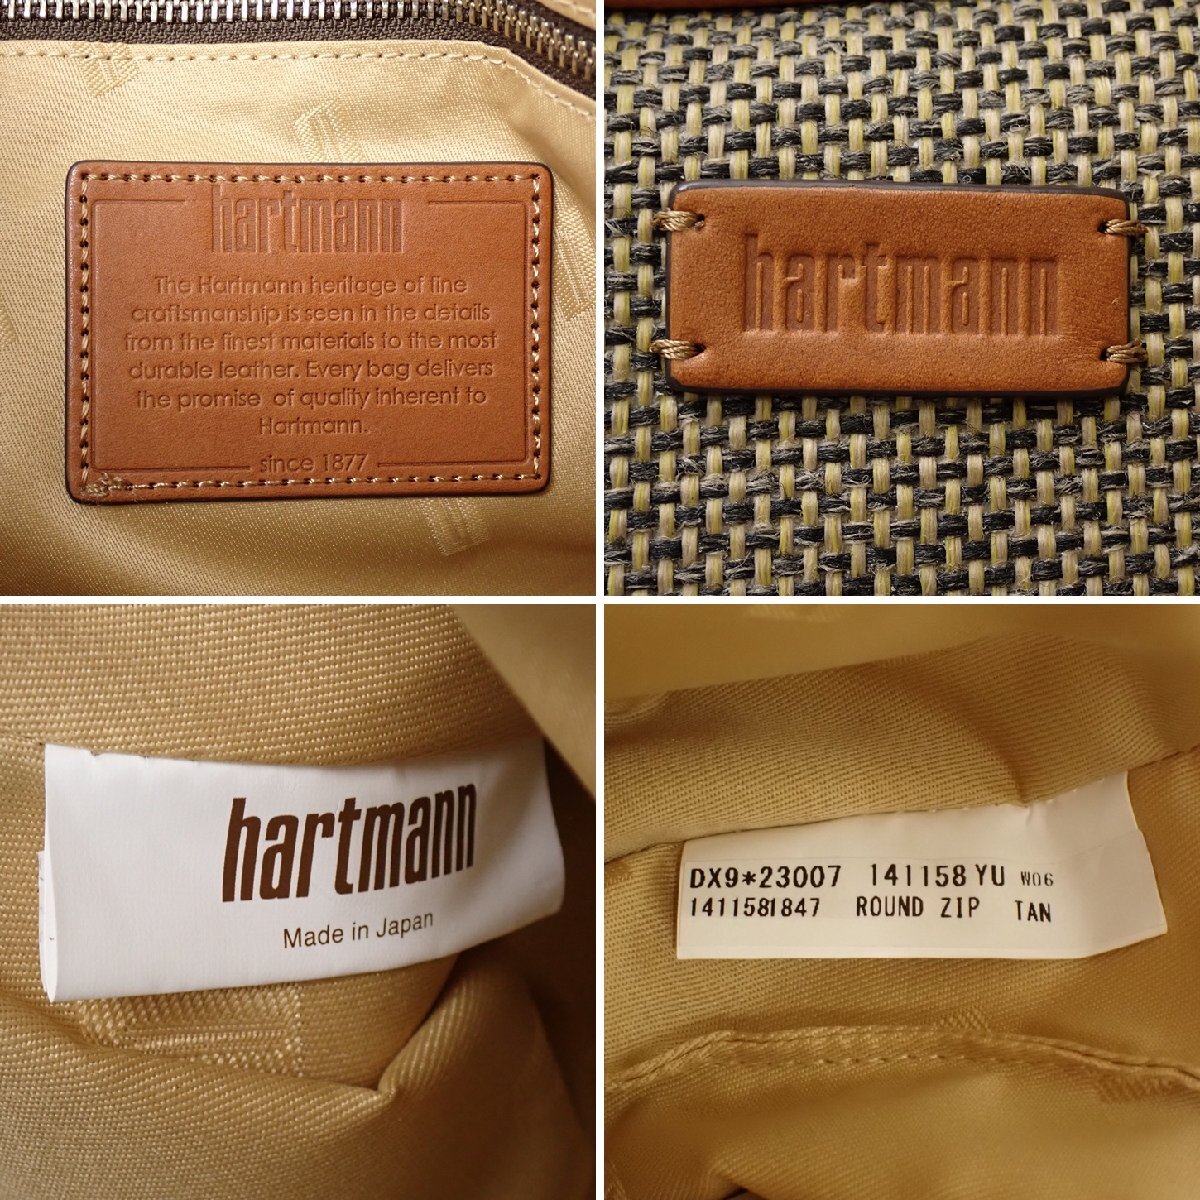 hartmann
The Hartmann heritage of fine
craftsmanship is seen in the details
from the finest materials to the most
durable leather. Every bag delivers
the promise of quality inherent to
Hartmann.
since 1877
hartmann
hartmann
Made in Japan
DX9*23007 141158 YU W06
1411581847 ROUND ZIP TAN